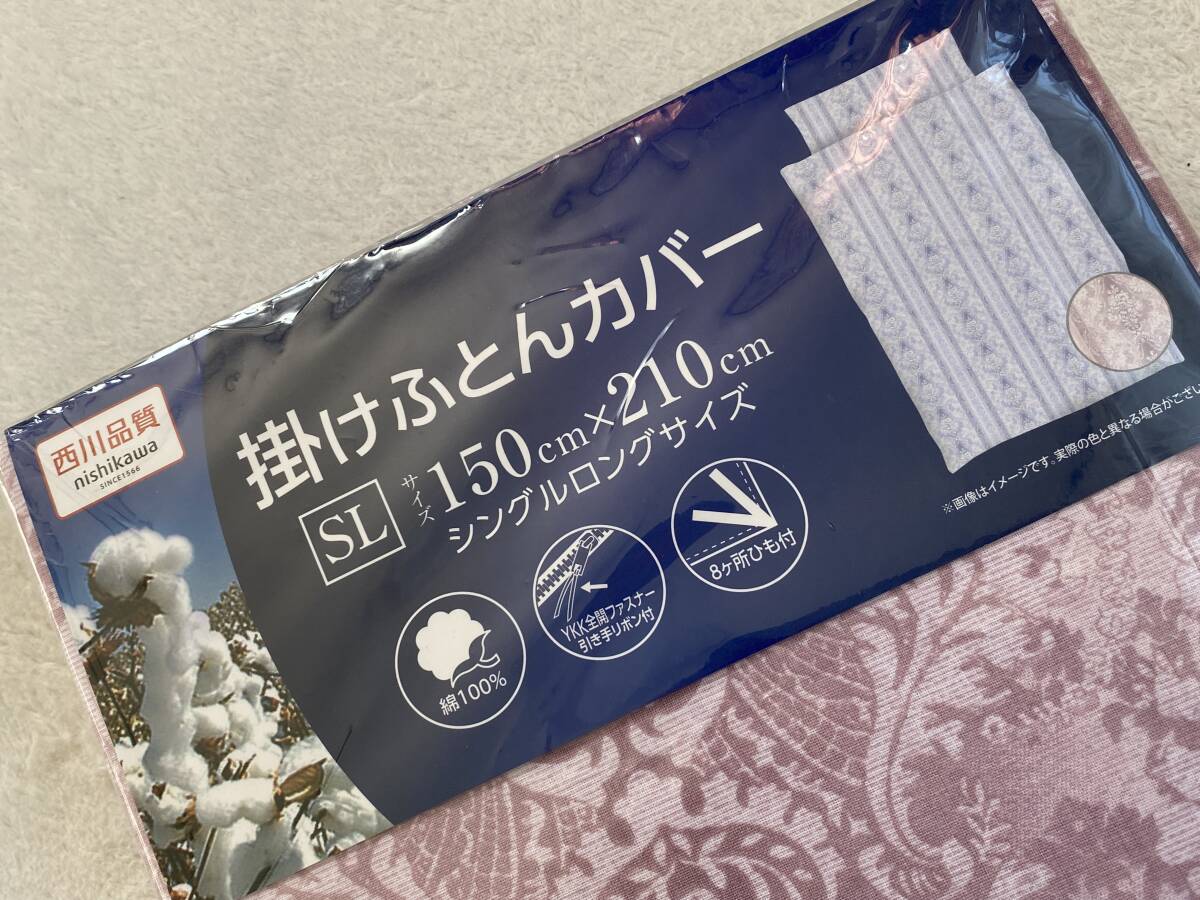 西川品質
nishikawa
SINCE1566
掛けふとんカバー
SL
サイズ
150cm×210cm
シングルロングサイズ
綿100%
YKK全開ファスナー
引き手リボン付
8ヶ所ひも付
※画像はイメージです。実際の色と異なる場合がござい